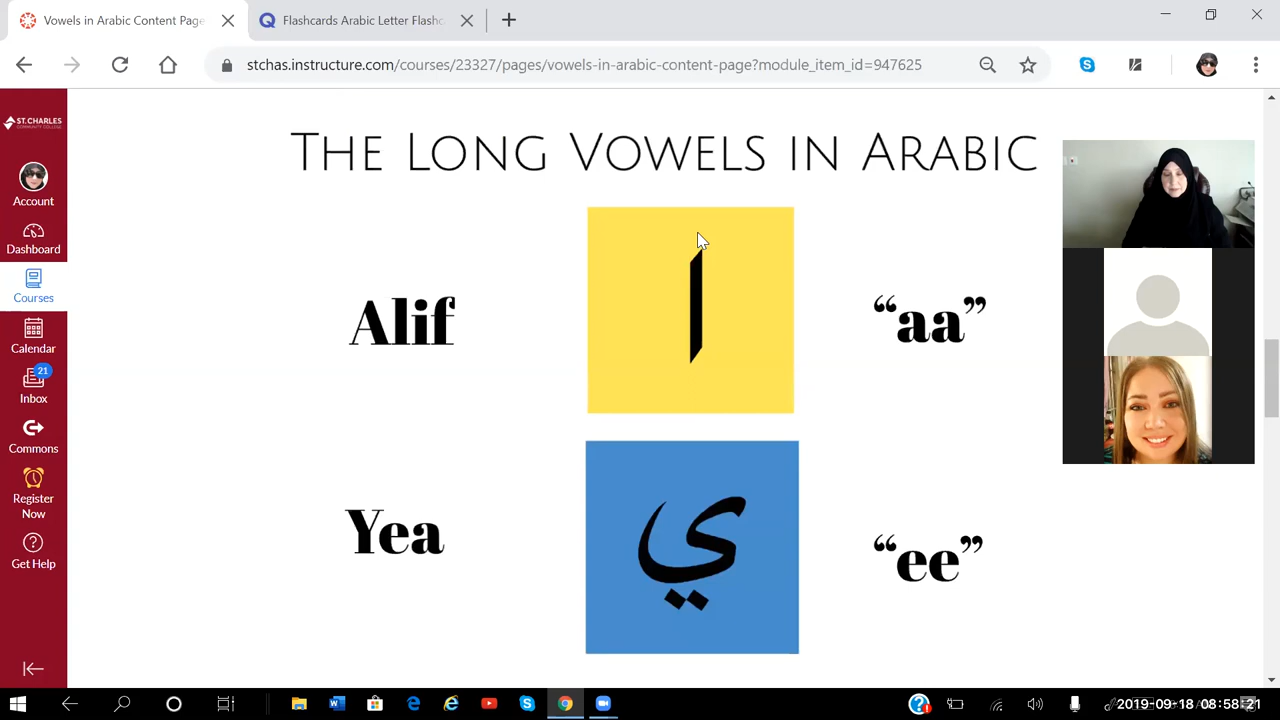 Vowels in Arabic Content Page
Flashcards Arabic Letter Flashc
stchas.instructure.com/courses/23327/pages/vowels-in-arabic-content-page?module_item_id=947625
ST.CHARLES
COMMUNITY COLLEGE
Account
Dashboard
Courses
Calendar
21
Inbox
Commons
Register
Now
Get Help
The Long Vowels in Arabic
Alif
ا
“aa”
Yea
ي
“ee”
2019-09-18 08:58:21